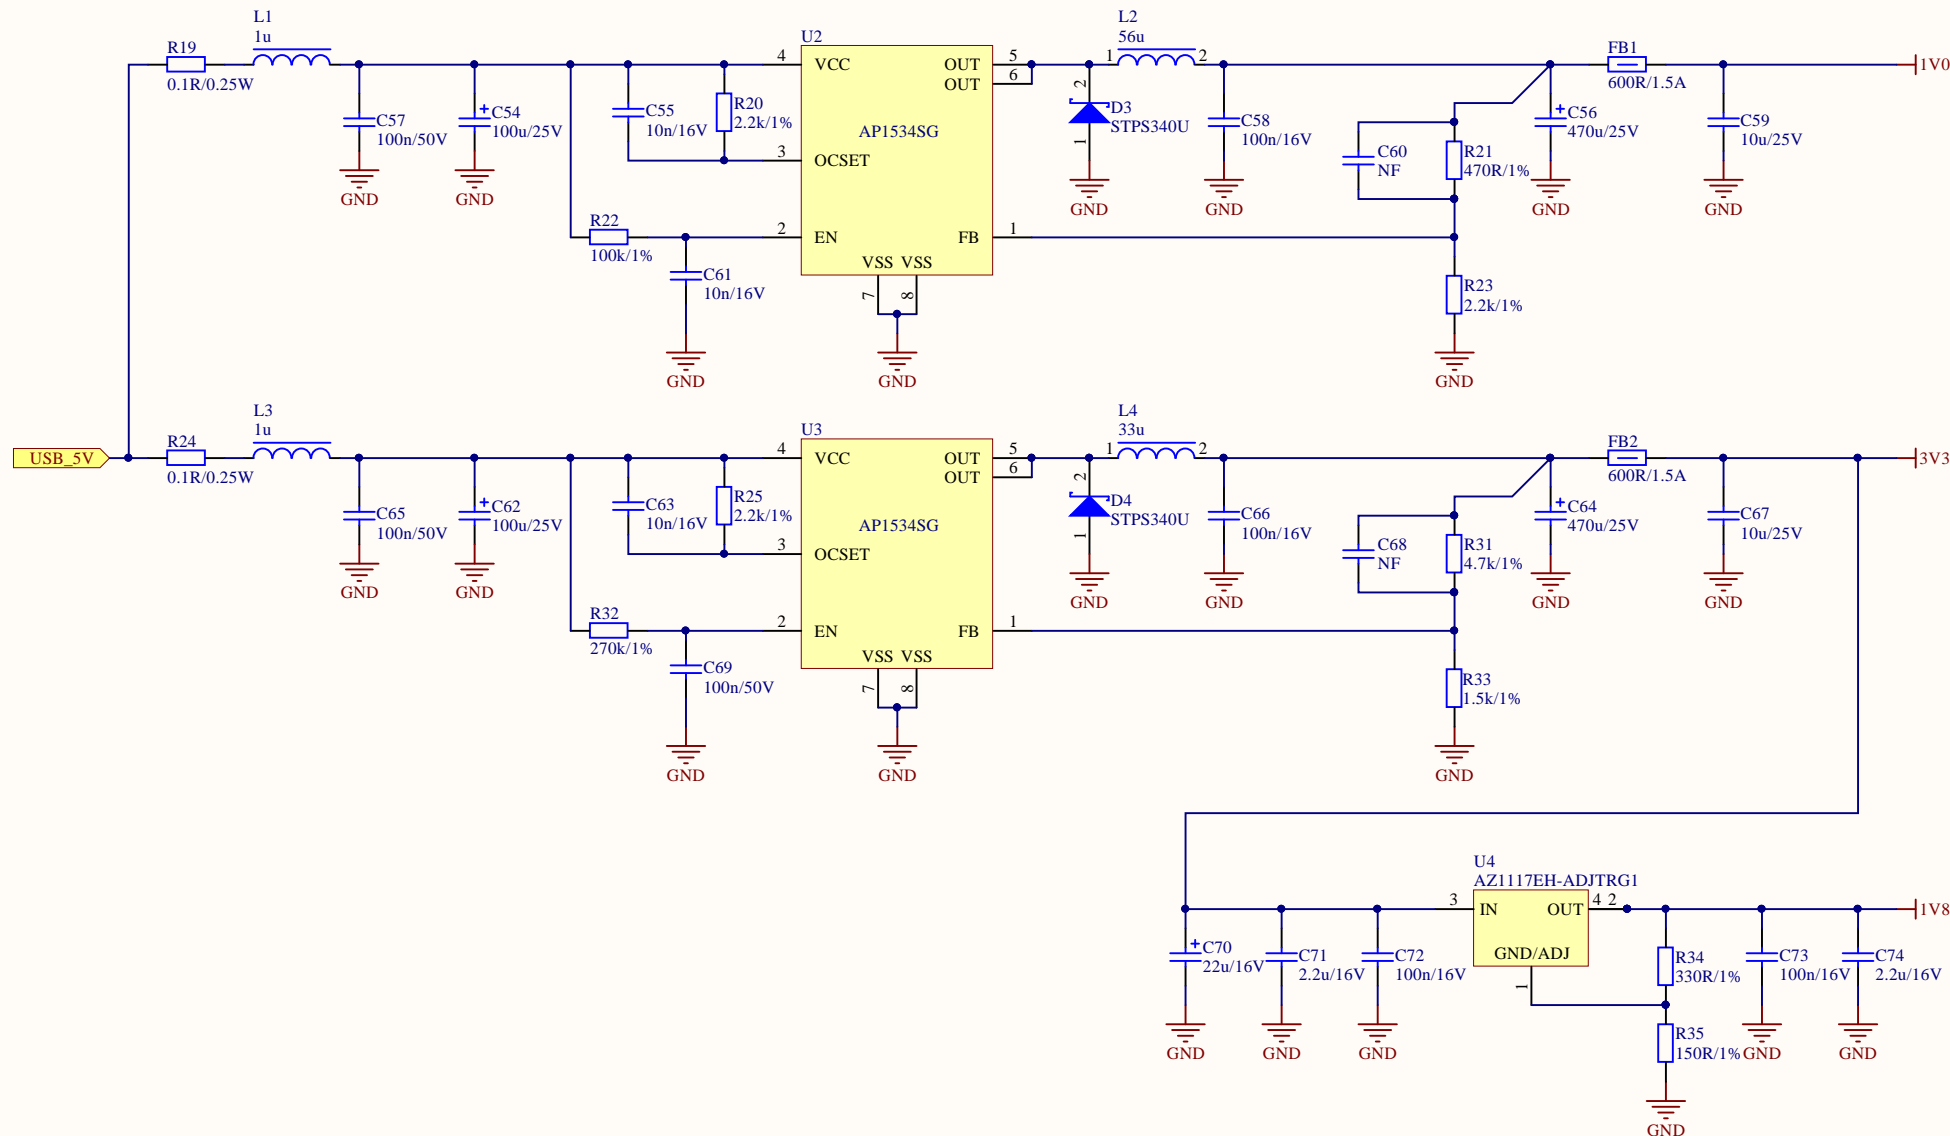 L1
1u
R19
0.1R/0.25W
C57
100n/50V
GND
C54
100u/25V
GND
C55
10n/16V
R20
2.2k/1%
R22
100k/1%
C61
10n/16V
GND
U2
4
VCC
OUT
5
OUT
6
AP1534SG
3
OCSET
2
EN
FB
1
VSS VSS
7
8
GND
L2
56u
1
2
2
D3
STPS340U
1
GND
C58
100n/16V
GND
C60
NF
R21
470R/1%
R23
2.2k/1%
GND
C56
470u/25V
GND
FB1
600R/1.5A
C59
10u/25V
GND
1V0
USB_5V
L3
1u
R24
0.1R/0.25W
C65
100n/50V
GND
C62
100u/25V
GND
C63
10n/16V
R25
2.2k/1%
R32
270k/1%
C69
100n/50V
GND
U3
4
VCC
OUT
5
OUT
6
AP1534SG
3
OCSET
2
EN
FB
1
VSS VSS
7
8
GND
L4
33u
1
2
2
D4
STPS340U
1
GND
C66
100n/16V
GND
C68
NF
R31
4.7k/1%
R33
1.5k/1%
GND
C64
470u/25V
GND
FB2
600R/1.5A
C67
10u/25V
GND
3V3
C70
22u/16V
GND
C71
2.2u/16V
GND
C72
100n/16V
GND
U4
AZ1117EH-ADJTRG1
3
IN
OUT
4 2
GND/ADJ
1
R34
330R/1%
R35
150R/1%
GND
C73
100n/16V
GND
C74
2.2u/16V
GND
1V8